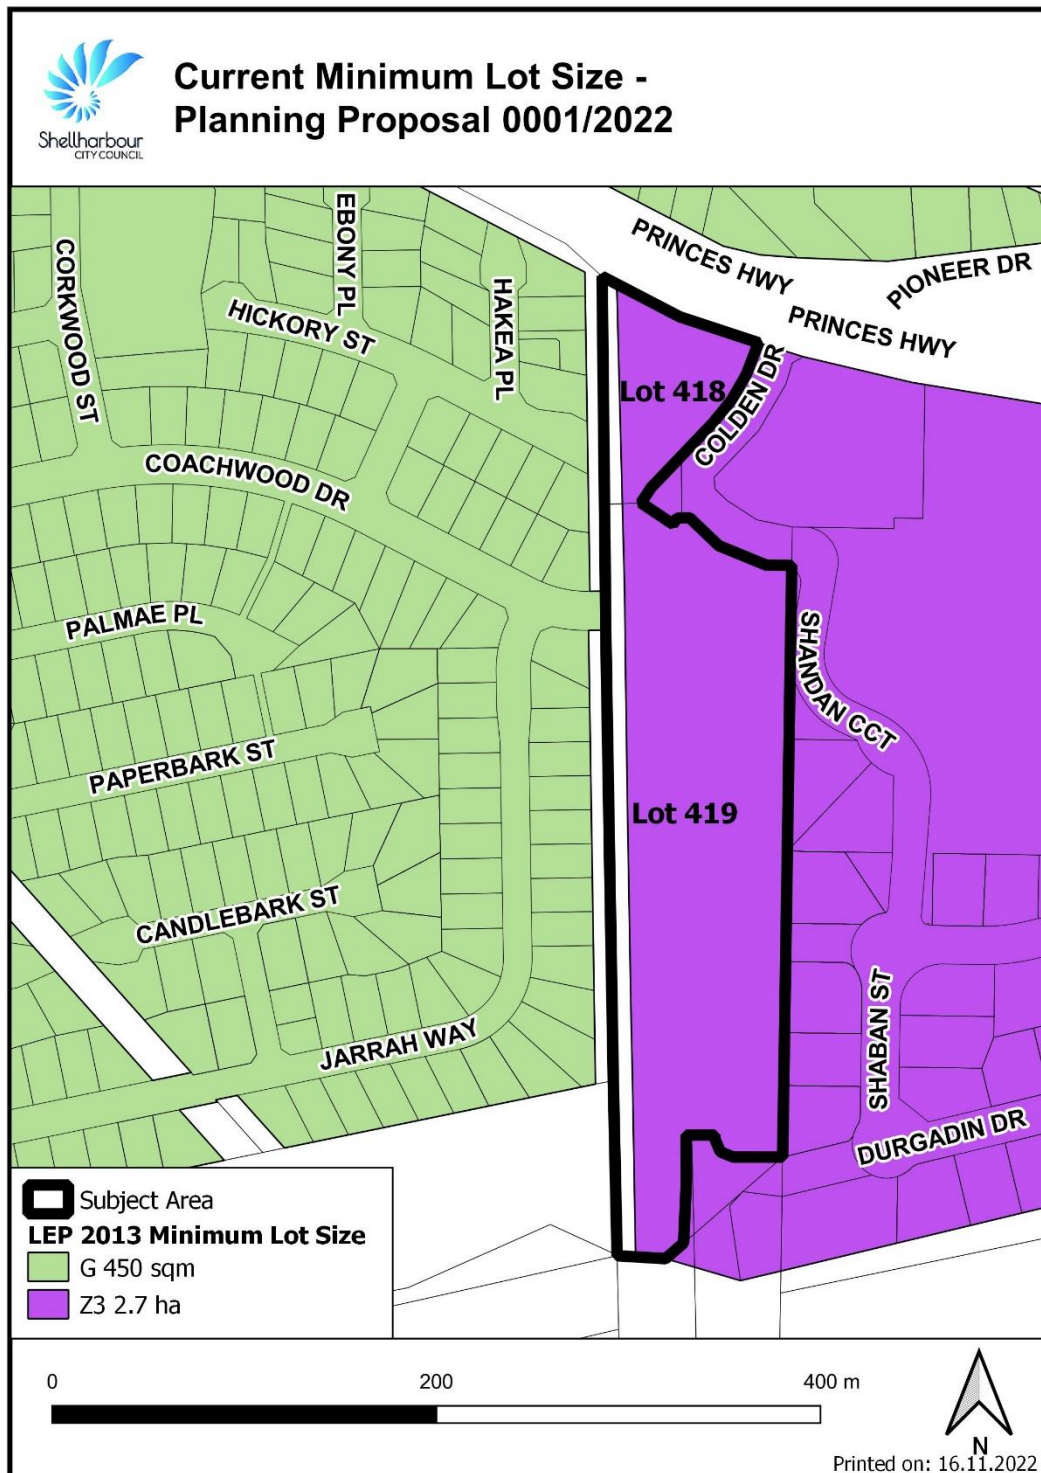 Shellharbour
CITY COUNCIL
Current Minimum Lot Size -
Planning Proposal 0001/2022
EBONY PL
CORKWOOD ST
HICKORY ST
HAKEA PL
PRINCES HWY
PIONEER DR
PRINCES HWY
Lot 418
COLDEN DR
COACHWOOD DR
PALMAE PL
SHANDAN CCT
PAPERBARK ST
Lot 419
CANDLEBARK ST
JARRAH WAY
SHABAN ST
DURGADIN DR
Subject Area
LEP 2013 Minimum Lot Size
G 450 sqm
Z3 2.7 ha
0 200 400 m
N
Printed on: 16.11.2022